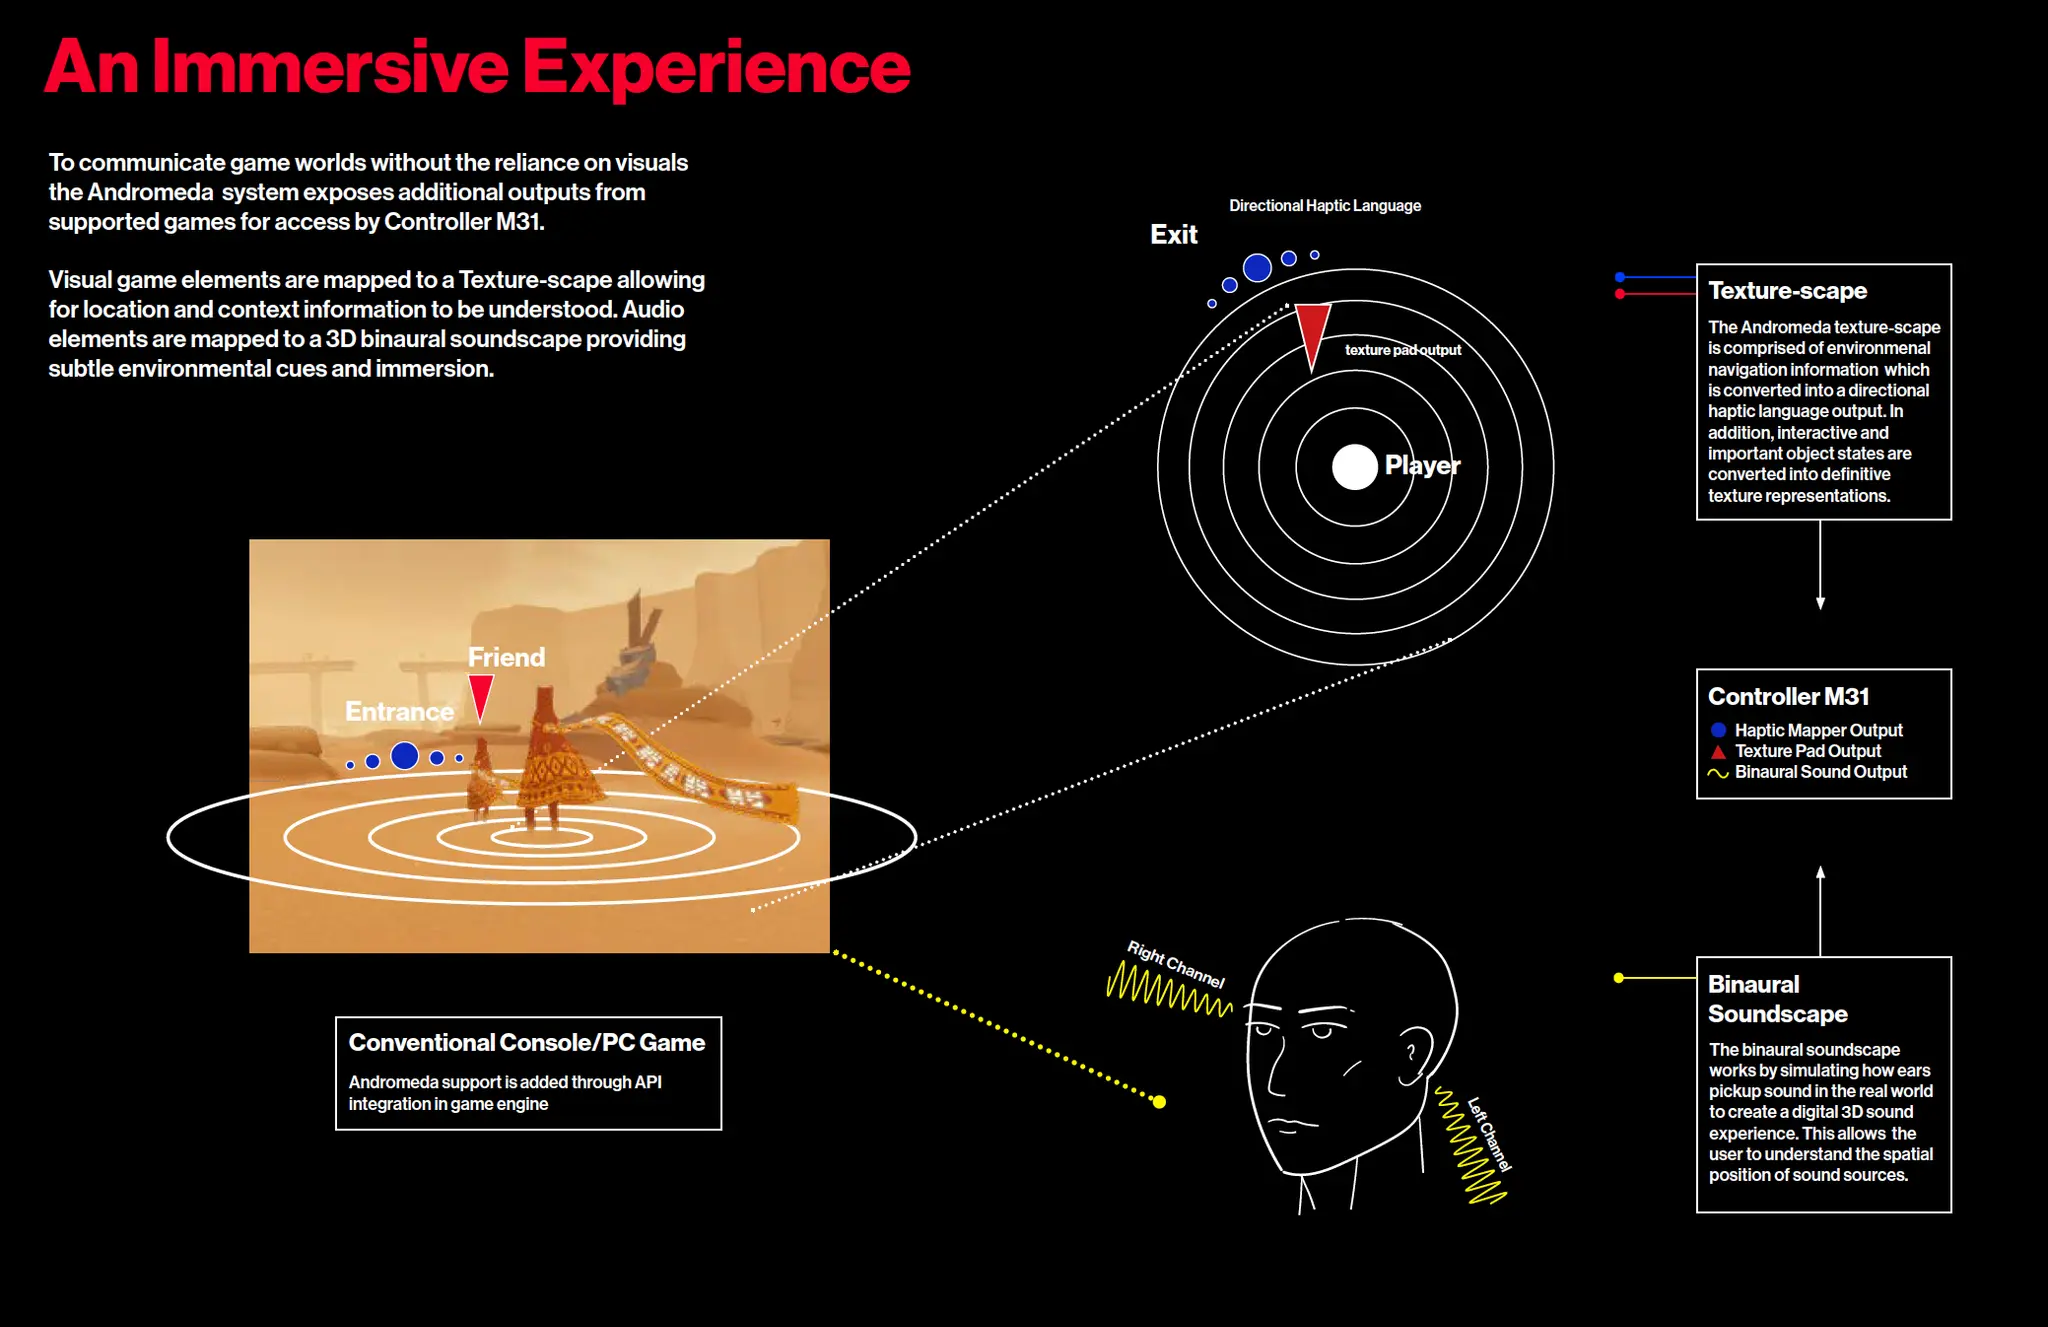 An Immersive Experience
To communicate game worlds without the reliance on visuals
the Andromeda system exposes additional outputs from
supported games for access by Controller M31.
Visual game elements are mapped to a Texture-scape allowing
for location and context information to be understood. Audio
elements are mapped to a 3D binaural soundscape providing
subtle environmental cues and immersion.
Friend
Entrance
Conventional Console/PC Game
Andromeda support is added through API
integration in game engine
Directional Haptic Language
Exit
texture pad output
Player
Right Channel
Left Channel
Texture-scape
The Andromeda texture-scape
is comprised of environmenal
navigation information which
is converted into a directional
haptic language output. In
addition, interactive and
important object states are
converted into definitive
texture representations.
Controller M31
Haptic Mapper Output
Texture Pad Output
Binaural Sound Output
Binaural
Soundscape
The binaural soundscape
works by simulating how ears
pickup sound in the real world
to create a digital 3D sound
experience. This allows the
user to understand the spatial
position of sound sources.